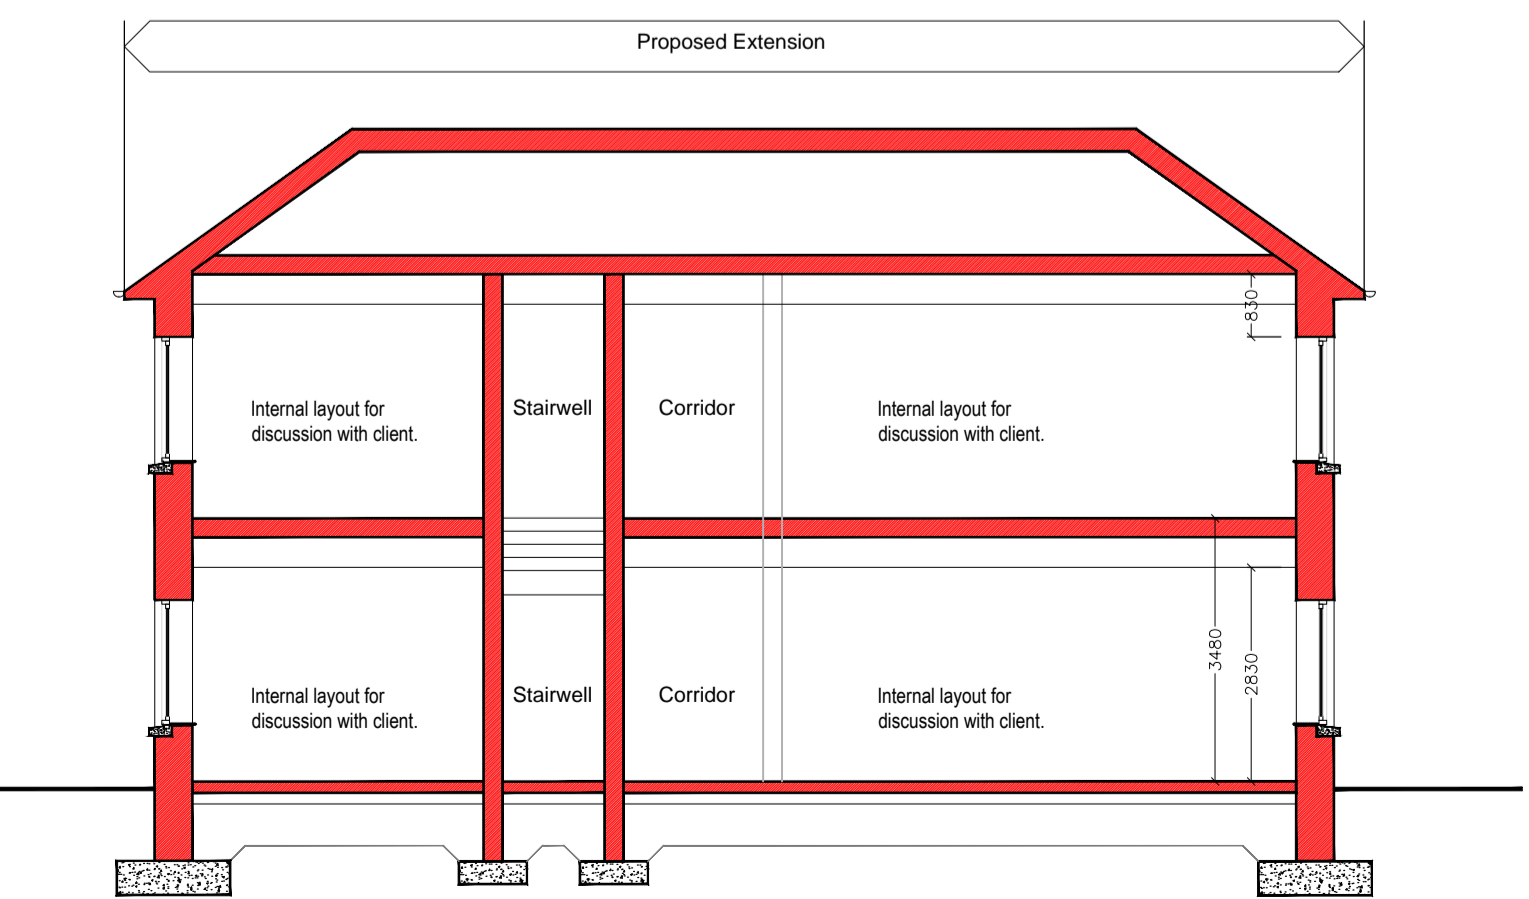 Proposed Extension
830
Internal layout for
discussion with client.
Stairwell
Corridor
Internal layout for
discussion with client.
3480
2830
Internal layout for
discussion with client.
Stairwell
Corridor
Internal layout for
discussion with client.